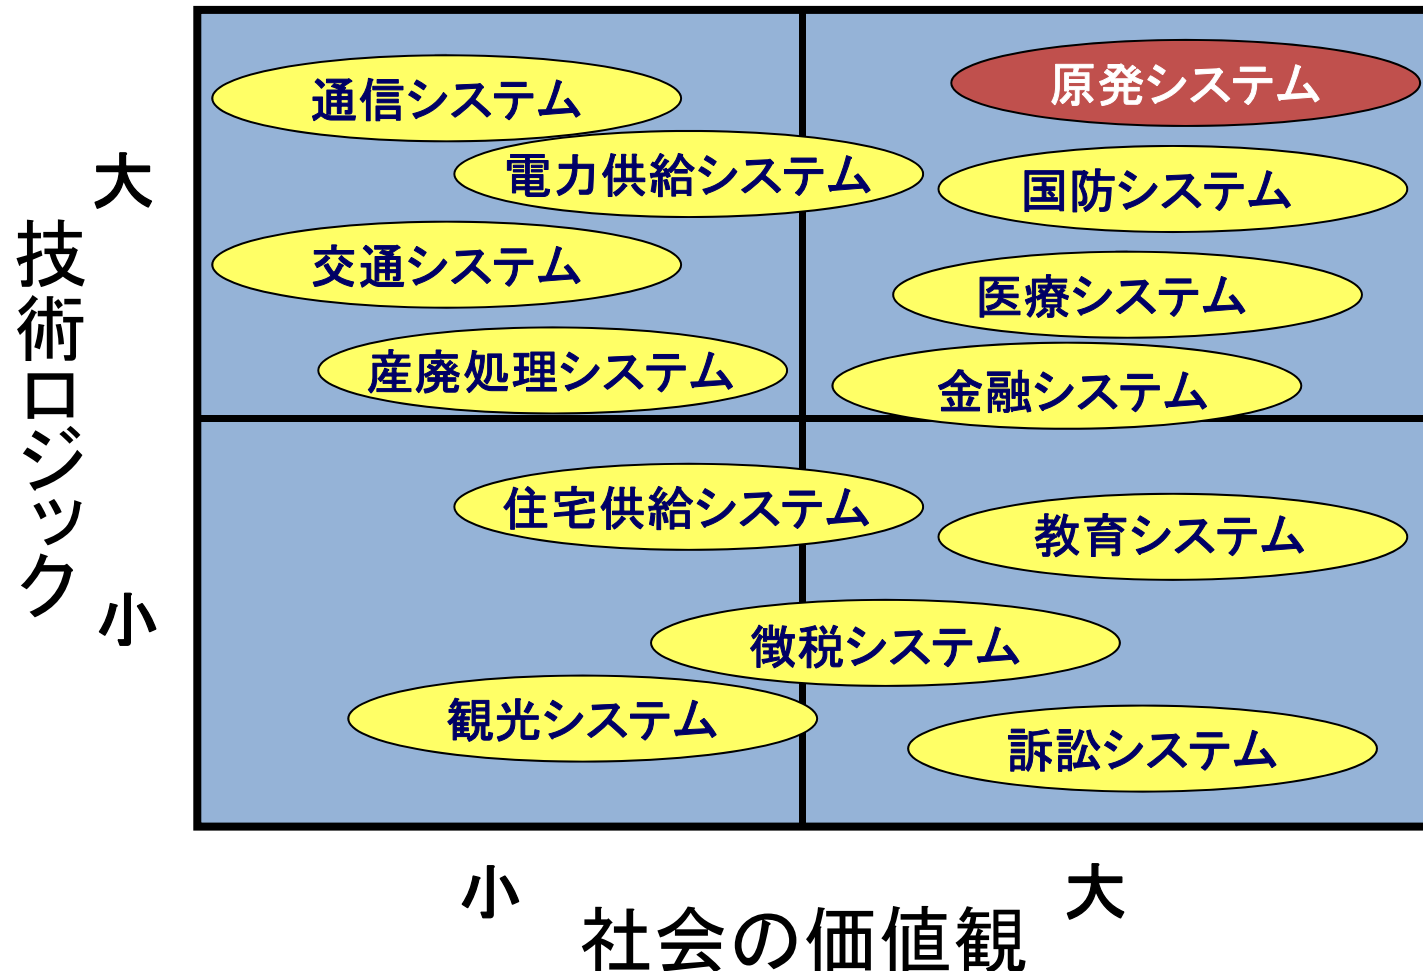 通信システム
原発システム
電力供給システム
国防システム
大
交通システム
医療システム
産廃処理システム
金融システム
技術ロジック
住宅供給システム
教育システム
小
徴税システム
観光システム
訴訟システム
小
大
社会の価値観